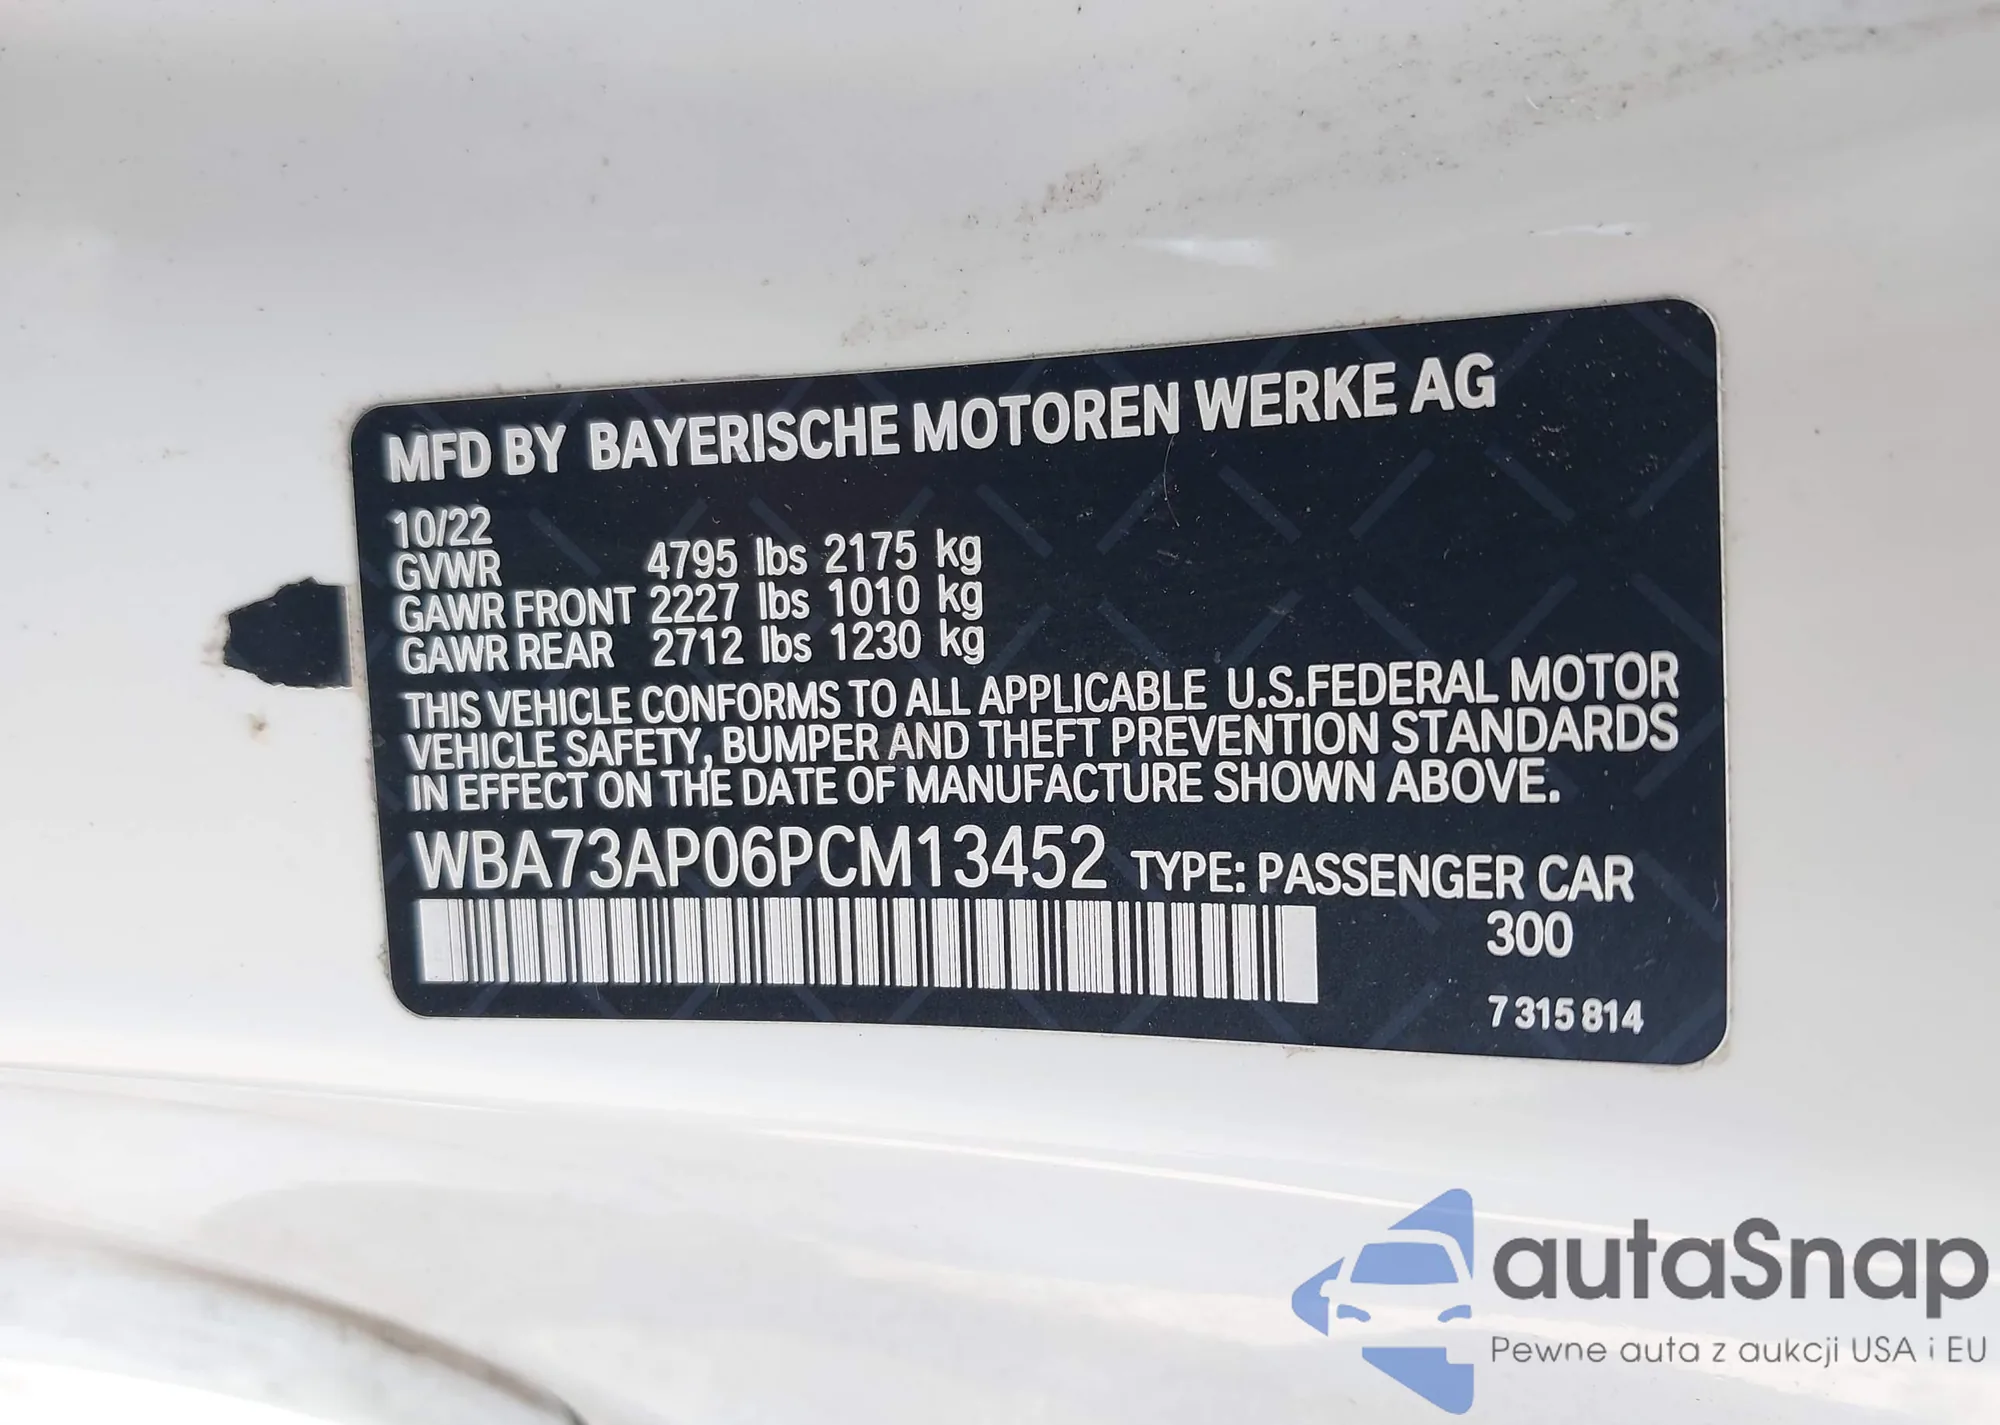 MFD BY BAYERISCHE MOTOREN WERKE AG
10/22
GVWR 4795 lbs 2175 kg
GAWR FRONT 2227 lbs 1010 kg
GAWR REAR 2712 lbs 1230 kg
THIS VEHICLE CONFORMS TO ALL APPLICABLE U.S.FEDERAL MOTOR
VEHICLE SAFETY, BUMPER AND THEFT PREVENTION STANDARDS
IN EFFECT ON THE DATE OF MANUFACTURE SHOWN ABOVE.
WBA73AP06PCM13452 TYPE: PASSENGER CAR
300
7 315 814
autaSnap
Pewne auta z aukcji USA i EU